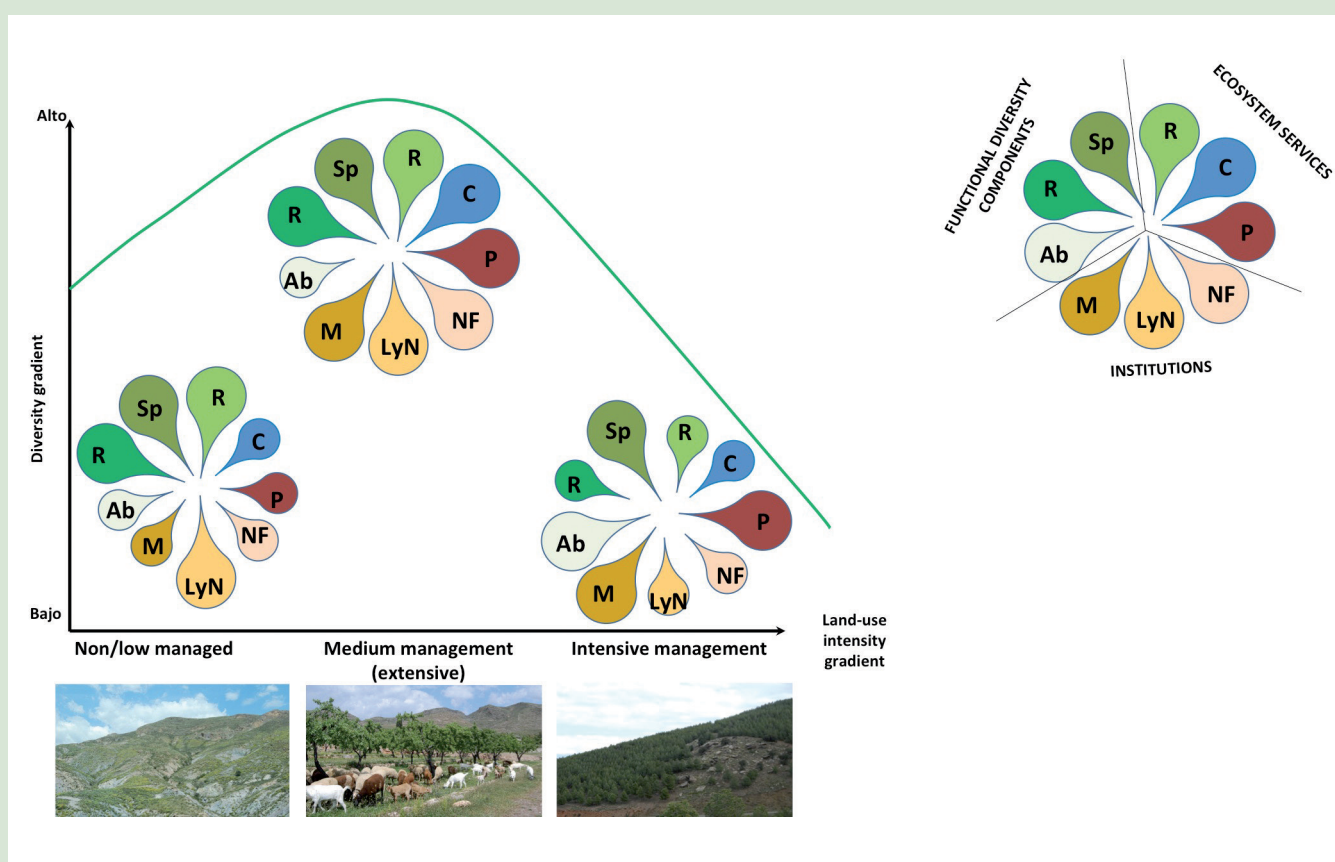 Alto
Diversity gradient
Bajo
Sp
R
C
P
NF
LyN
M
Ab
R
Sp
R
C
P
NF
LyN
M
Ab
R
Sp
R
C
P
NF
LyN
M
Ab
R
Non/low managed
Medium management
(extensive)
Intensive management
Land-use
intensity
gradient
FUNCTIONAL DIVERSITY
COMPONENTS
ECOSYSTEM SERVICES
INSTITUTIONS
Sp
R
C
P
NF
LyN
M
Ab
R